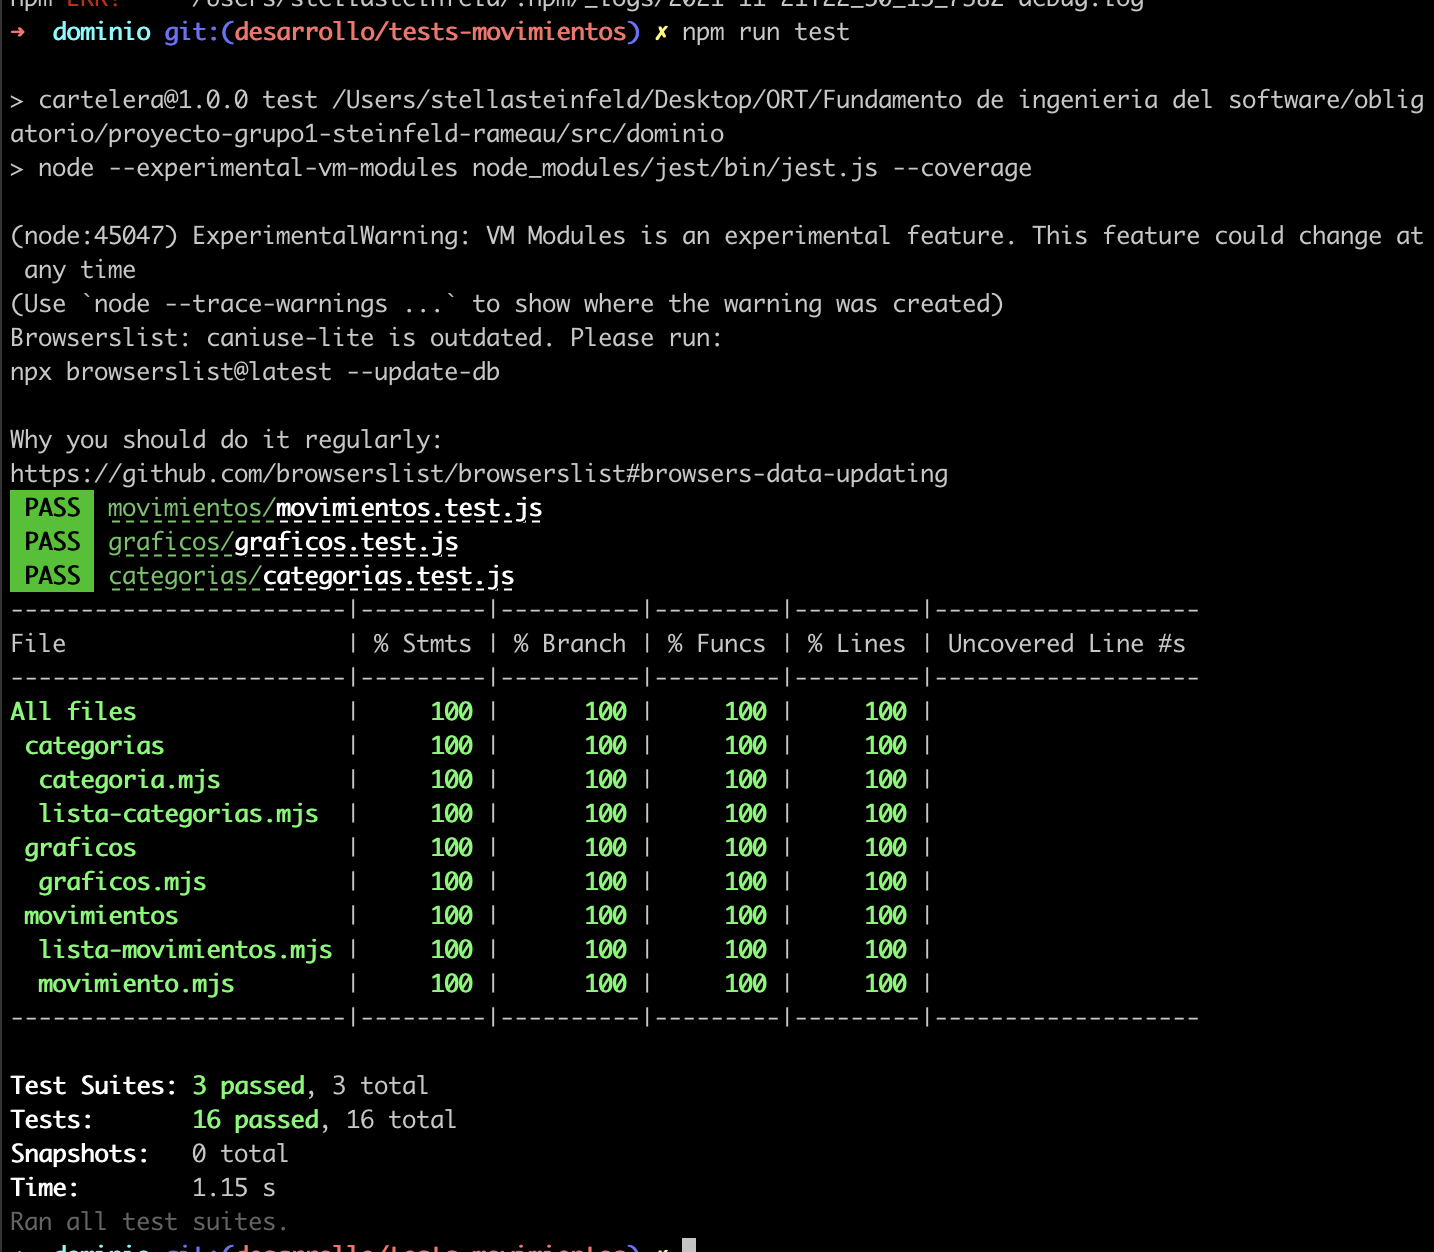 npm ERR!     /Users/stellasteinfeld/.npm/_logs/2021-11-21T22_50_15_758Z-debug.log
→  dominio git:(desarrollo/tests-movimientos) ✗ npm run test
> cartelera@1.0.0 test /Users/stellasteinfeld/Desktop/ORT/Fundamento de ingenieria del software/oblig
atorio/proyecto-grupo1-steinfeld-rameau/src/dominio
> node --experimental-vm-modules node_modules/jest/bin/jest.js --coverage
(node:45047) ExperimentalWarning: VM Modules is an experimental feature. This feature could change at
 any time
(Use `node --trace-warnings ...` to show where the warning was created)
Browserslist: caniuse-lite is outdated. Please run:
npx browserslist@latest --update-db
Why you should do it regularly:
https://github.com/browserslist/browserslist#browsers-data-updating
PASS  movimientos/movimientos.test.js
PASS  graficos/graficos.test.js
PASS  categorias/categorias.test.js
------------------------|---------|----------|---------|---------|-------------------
File                    | % Stmts | % Branch | % Funcs | % Lines | Uncovered Line #s
------------------------|---------|----------|---------|---------|-------------------
All files               |     100 |      100 |     100 |     100 |
 categorias             |     100 |      100 |     100 |     100 |
  categoria.mjs         |     100 |      100 |     100 |     100 |
  lista-categorias.mjs  |     100 |      100 |     100 |     100 |
 graficos               |     100 |      100 |     100 |     100 |
  graficos.mjs          |     100 |      100 |     100 |     100 |
 movimientos            |     100 |      100 |     100 |     100 |
  lista-movimientos.mjs |     100 |      100 |     100 |     100 |
  movimiento.mjs        |     100 |      100 |     100 |     100 |
------------------------|---------|----------|---------|---------|-------------------
Test Suites: 3 passed, 3 total
Tests:       16 passed, 16 total
Snapshots:   0 total
Time:        1.15 s
Ran all test suites.
→  dominio git:(desarrollo/tests-movimientos) ✗